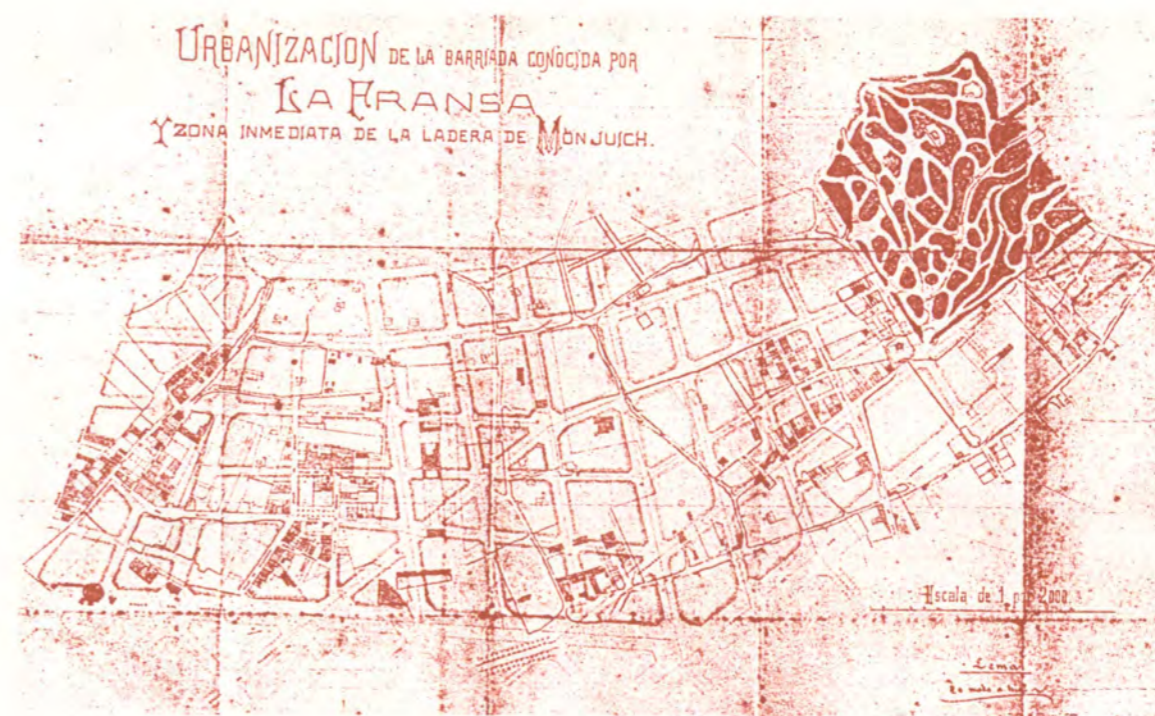 URBANIZACION DE LA BARRIADA CONOCIDA POR
LA FRANSA
Y ZONA INMEDIATA DE LA LADERA DE MONJUICH.
Escala de 1 por 2000